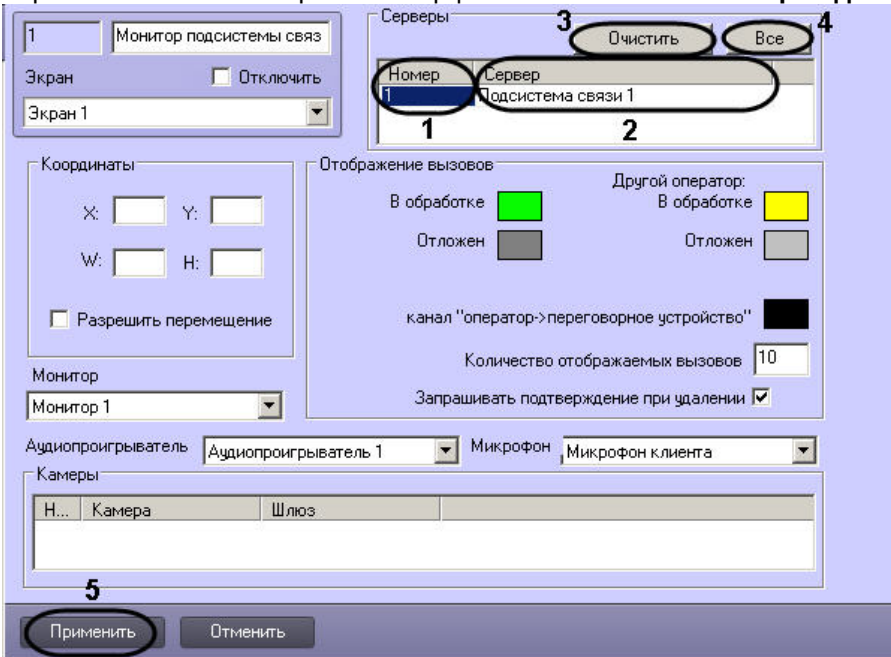 1
Монитор подсистемы связ
Экран
Отключить
Экран 1
Серверы
3
Очистить
Все
4
Номер
Сервер
1
Подсистема связи 1
1
2
Координаты
X:
Y:
W:
H:
Разрешить перемещение
Отображение вызовов
Другой оператор:
В обработке
В обработке
Отложен
Отложен
канал "оператор->переговорное устройство"
Количество отображаемых вызовов
10
Запрашивать подтверждение при удалении
Монитор
Монитор 1
Аудиопроигрыватель
Аудиопроигрыватель 1
Микрофон
Микрофон клиента
Камеры
Н...
Камера
Шлюз
5
Применить
Отменить